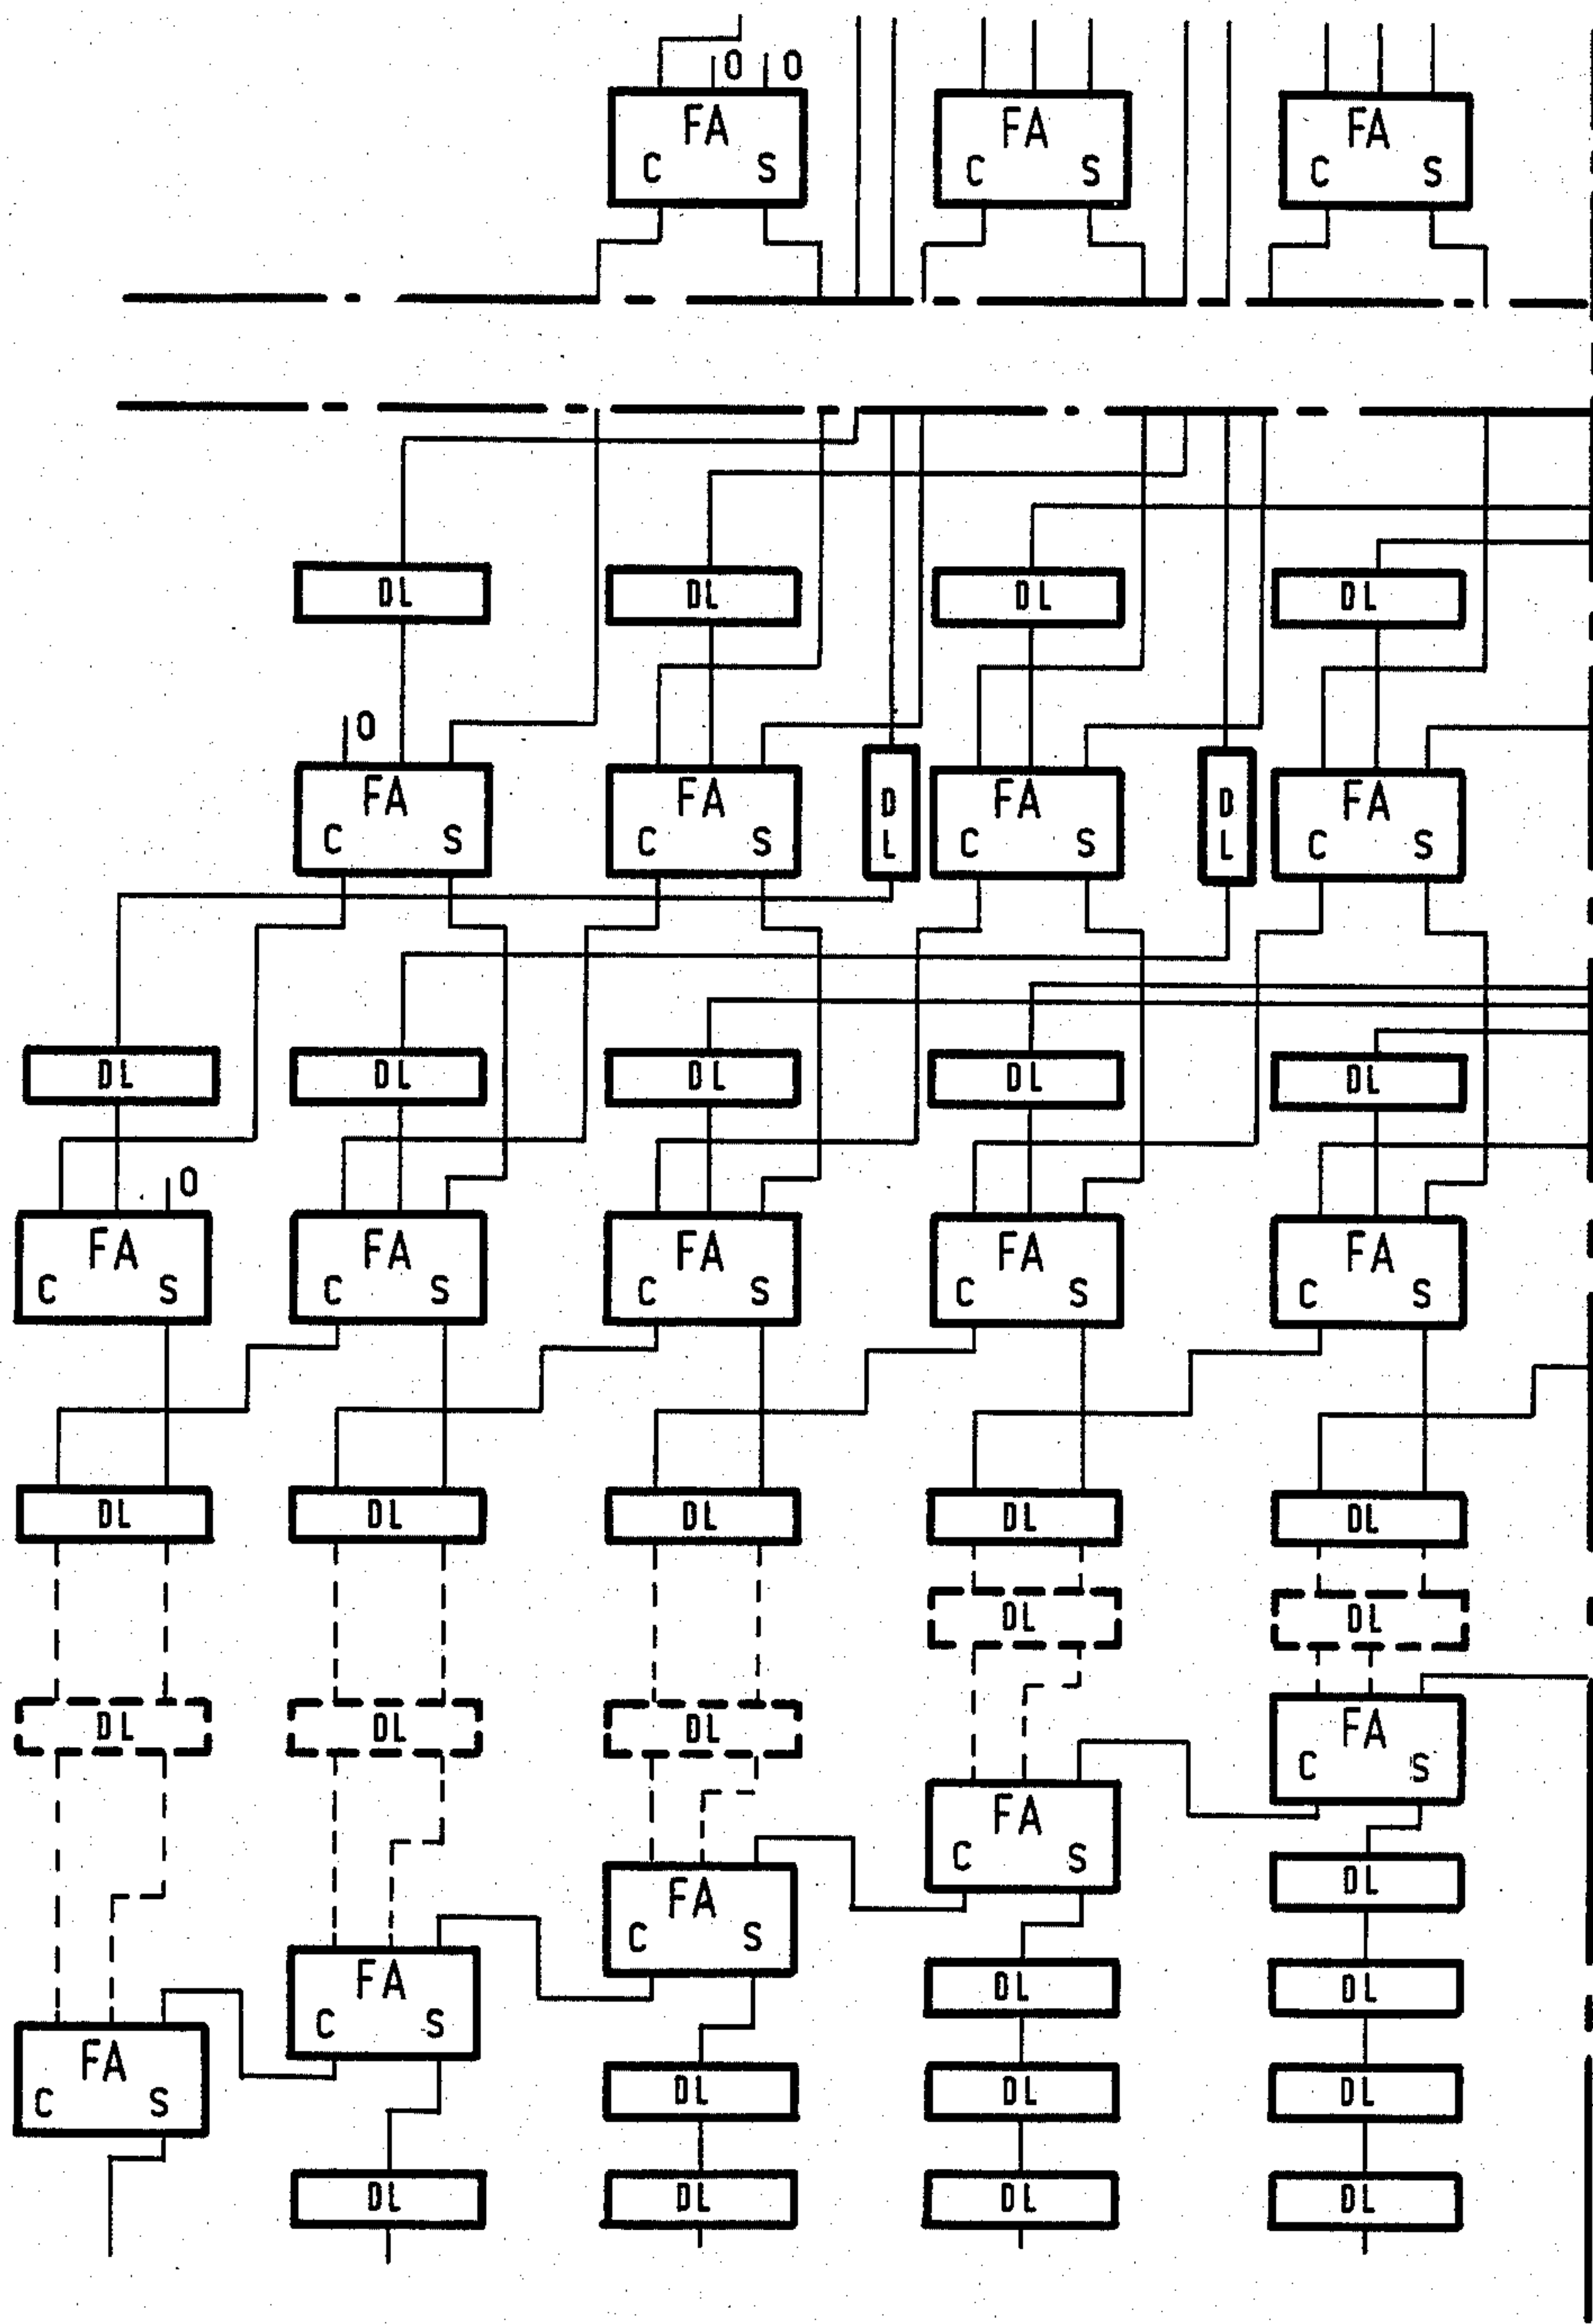 0 0
FA FA FA
C S C S C S
DL DL DL DL
0
FA FA DL FA DL FA
C S C S C S C S
DL DL DL DL DL
0
FA FA FA FA FA
C S C S C S C S C S
DL DL DL DL DL
DL DL
DL DL DL
FA
C S
FA
C S
DL
FA
C S
FA
C S
DL DL
FA
C S
DL DL DL
DL DL DL DL